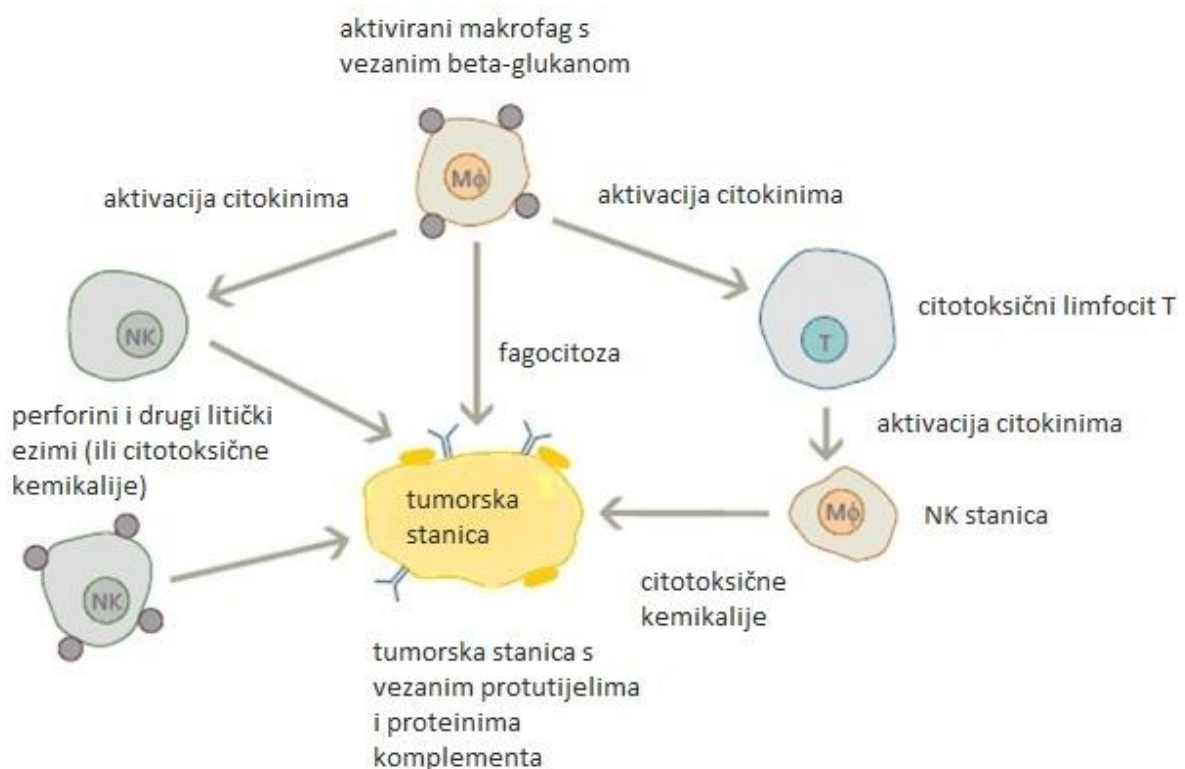 aktivirani makrofag s
vezanim beta-glukanom
Mϕ
aktivacija citokinima
aktivacija citokinima
NK
T
citotoksični limfocit T
fagocitoza
perforini i drugi litički
ezimi (ili citotoksične
kemikalije)
aktivacija citokinima
tumorska
stanica
Mϕ
NK stanica
NK
citotoksične
kemikalije
tumorska stanica s
vezanim protutijelima
i proteinima
komplementa